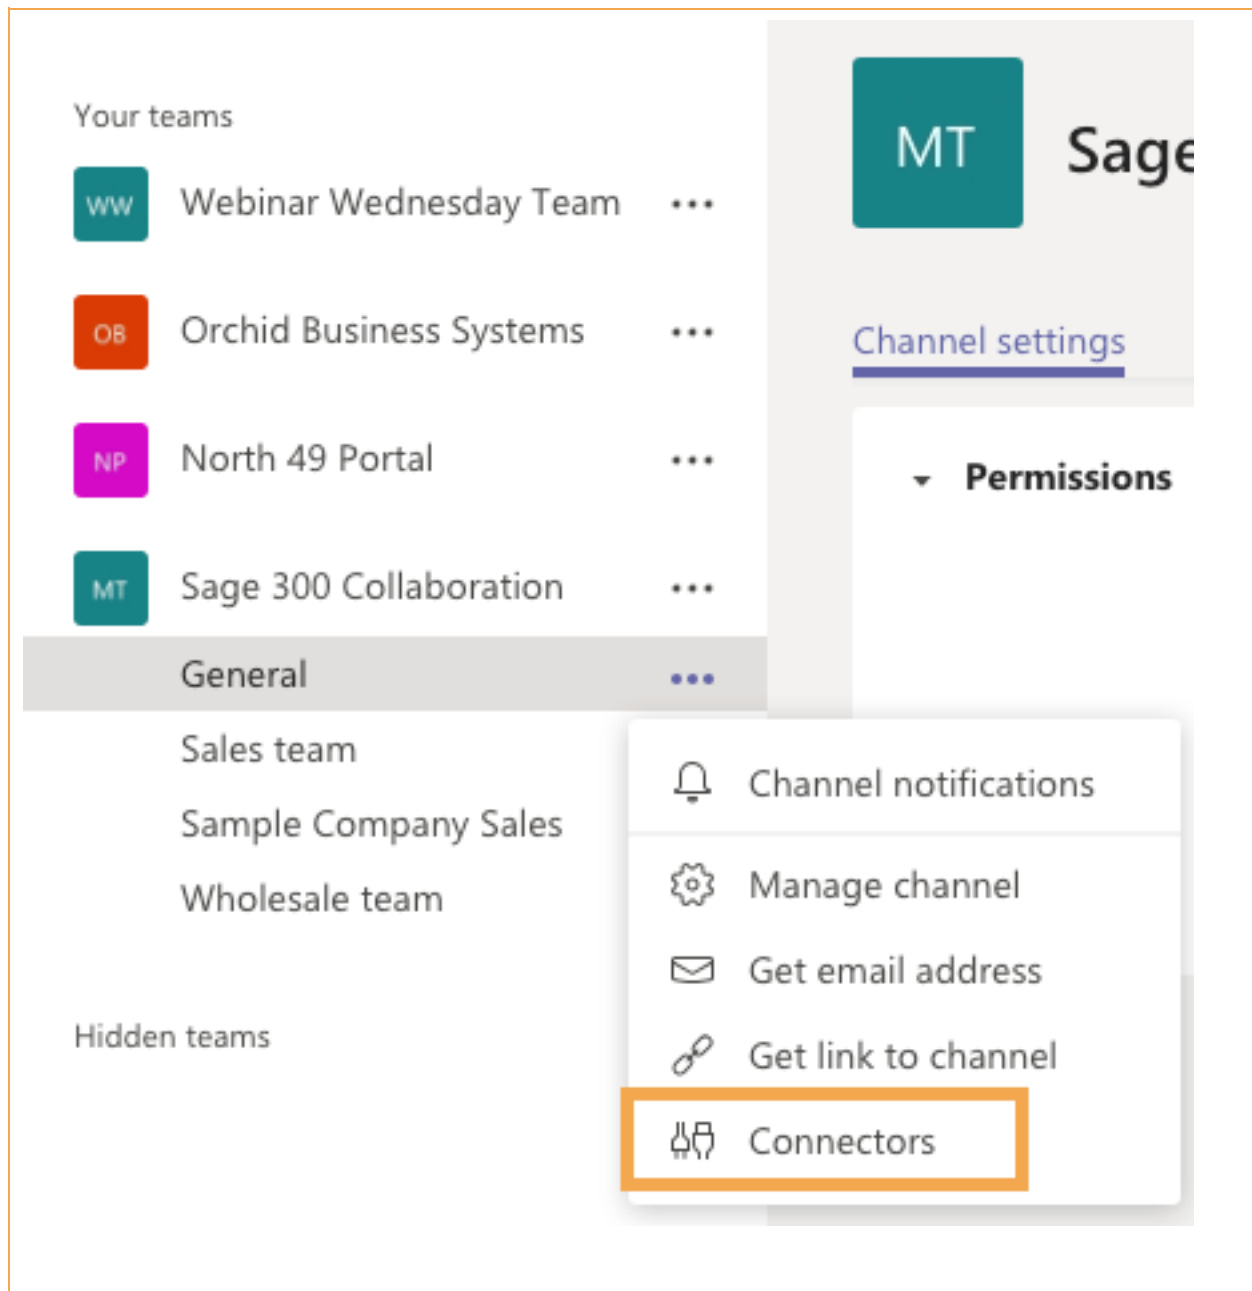 Your teams
WW Webinar Wednesday Team ...
OB Orchid Business Systems ...
NP North 49 Portal ...
MT Sage 300 Collaboration ...
General ...
Sales team
Sample Company Sales
Wholesale team
Hidden teams
MT Sage
Channel settings
Permissions
Channel notifications
Manage channel
Get email address
Get link to channel
Connectors